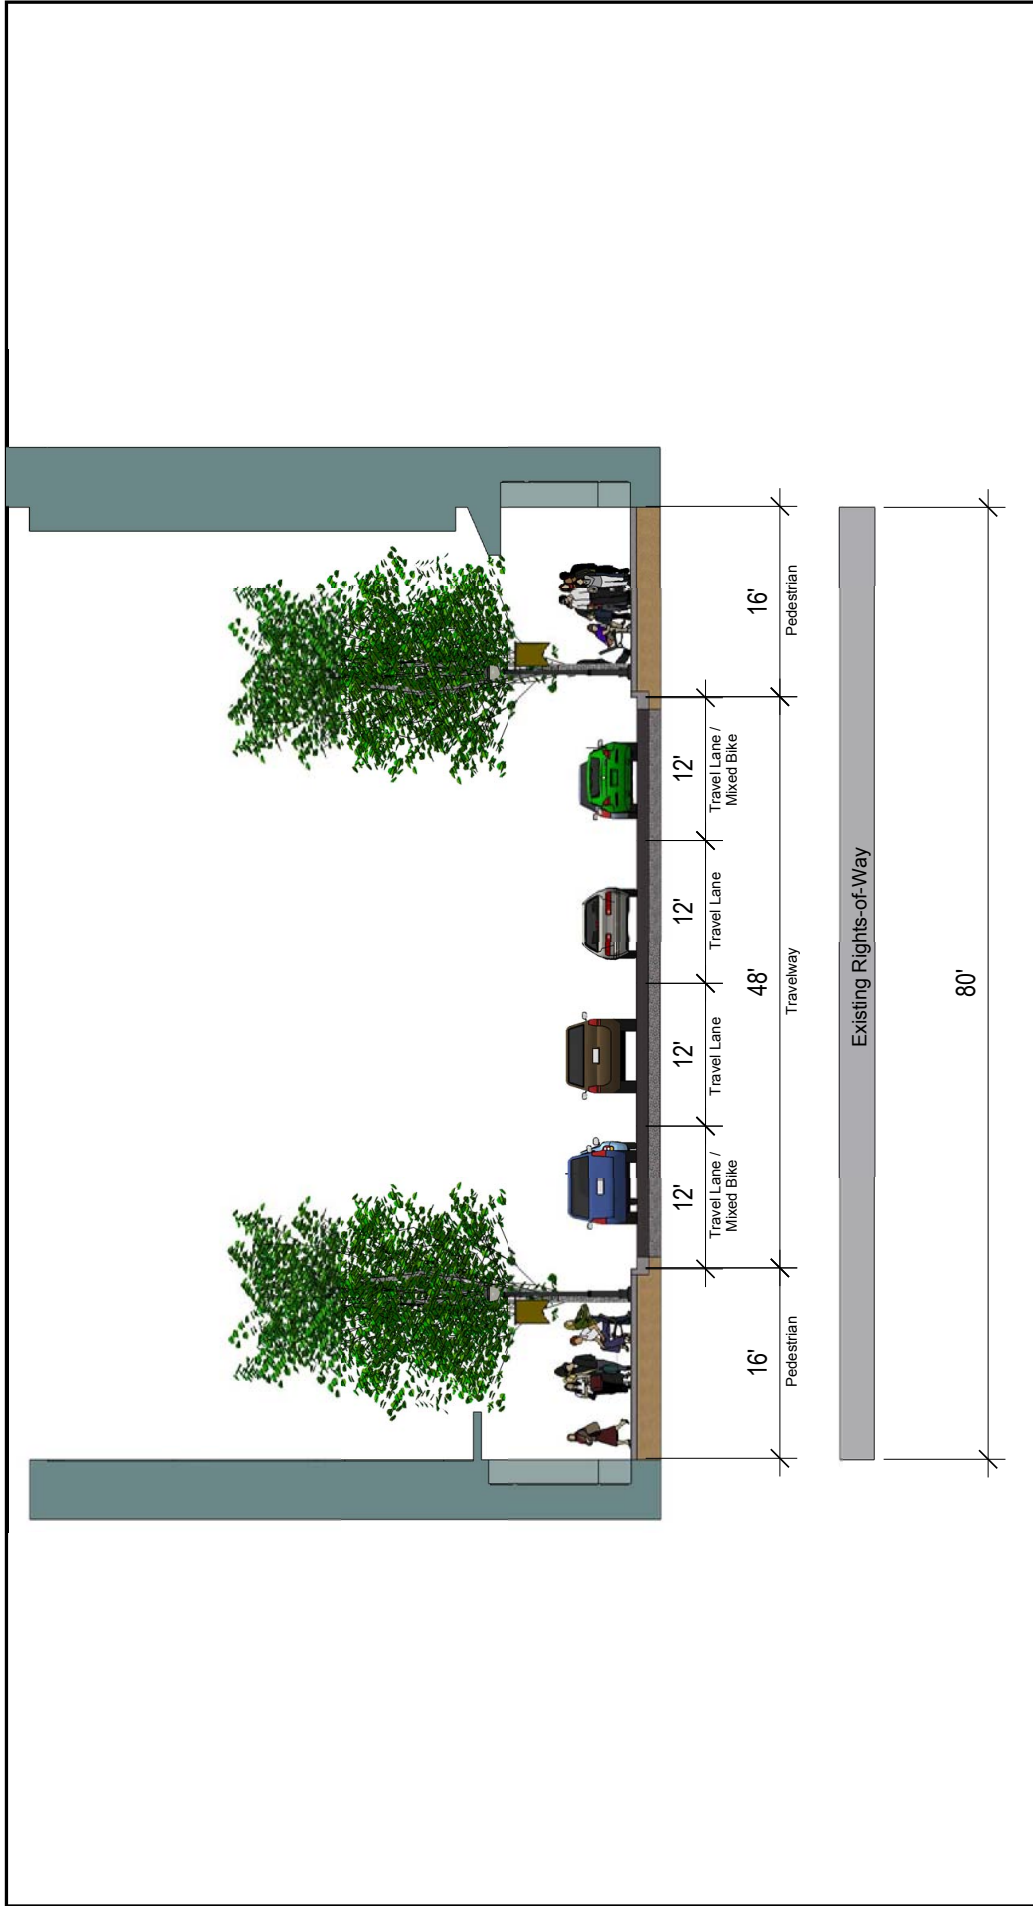 12'
12'
12'
12'
Travel Lane /
Mixed Bike
Travel Lane
Travel Lane
Travel Lane /
Mixed Bike
16'
48'
16'
Pedestrian
Travelway
Pedestrian
Existing Rights-of-Way
80'